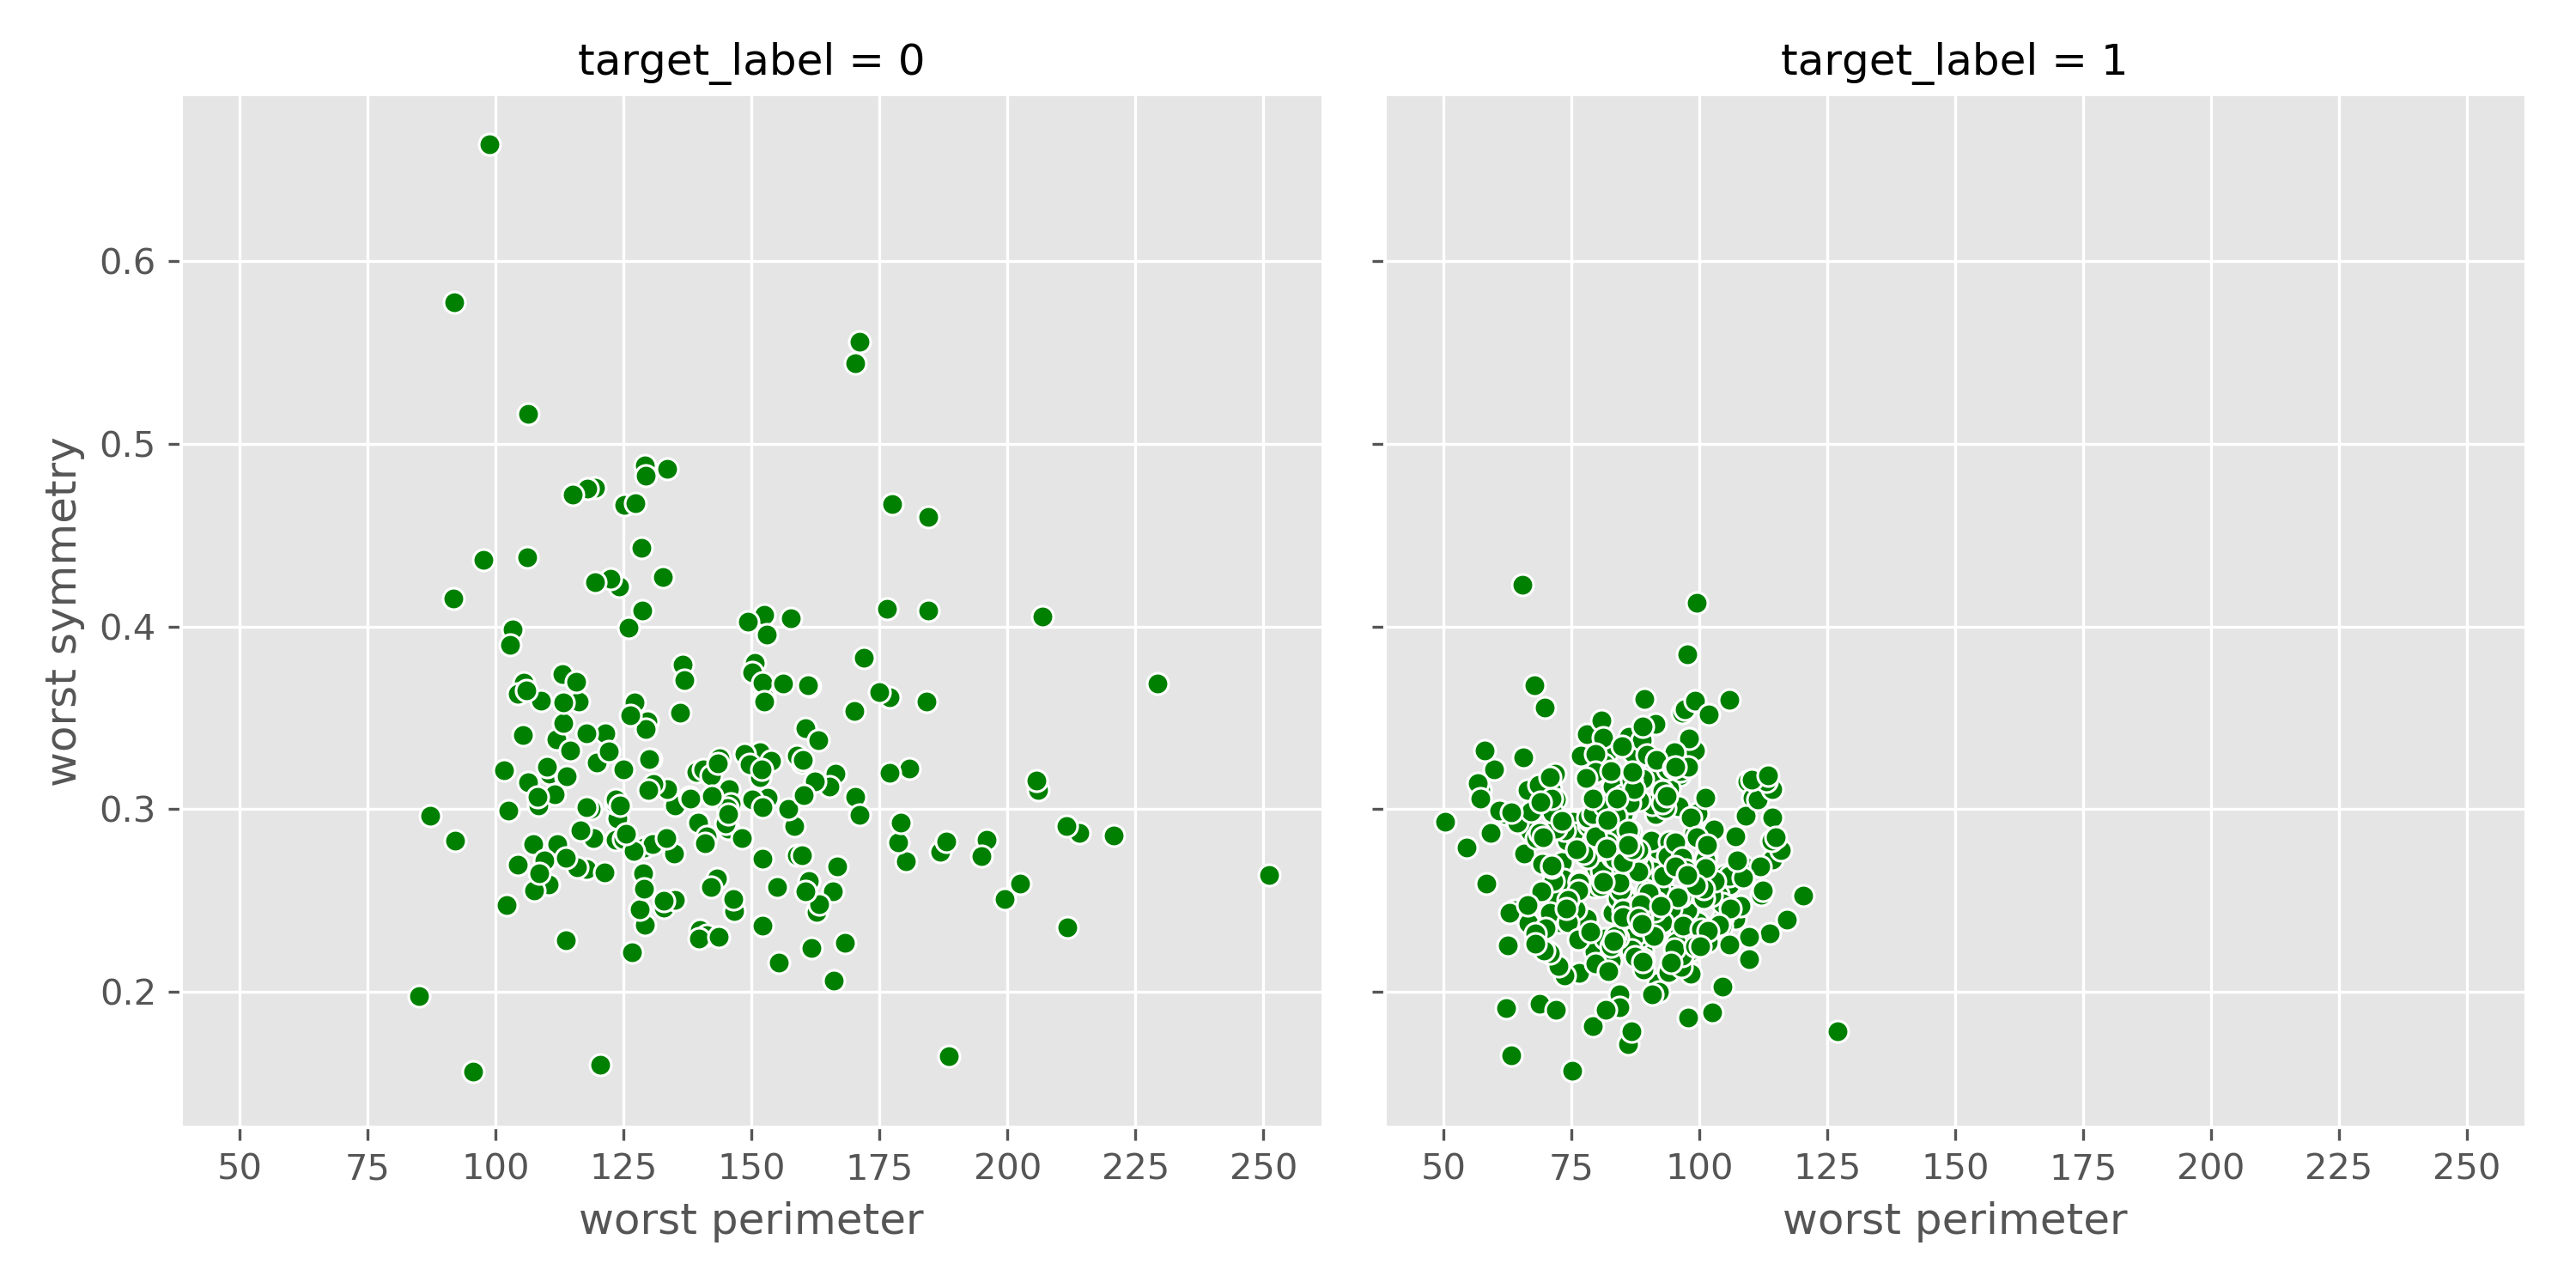 target_label = 0
target_label = 1
worst symmetry
0.6
0.5
0.4
0.3
0.2
50 75 100 125 150 175 200 225 250
50 75 100 125 150 175 200 225 250
worst perimeter
worst perimeter